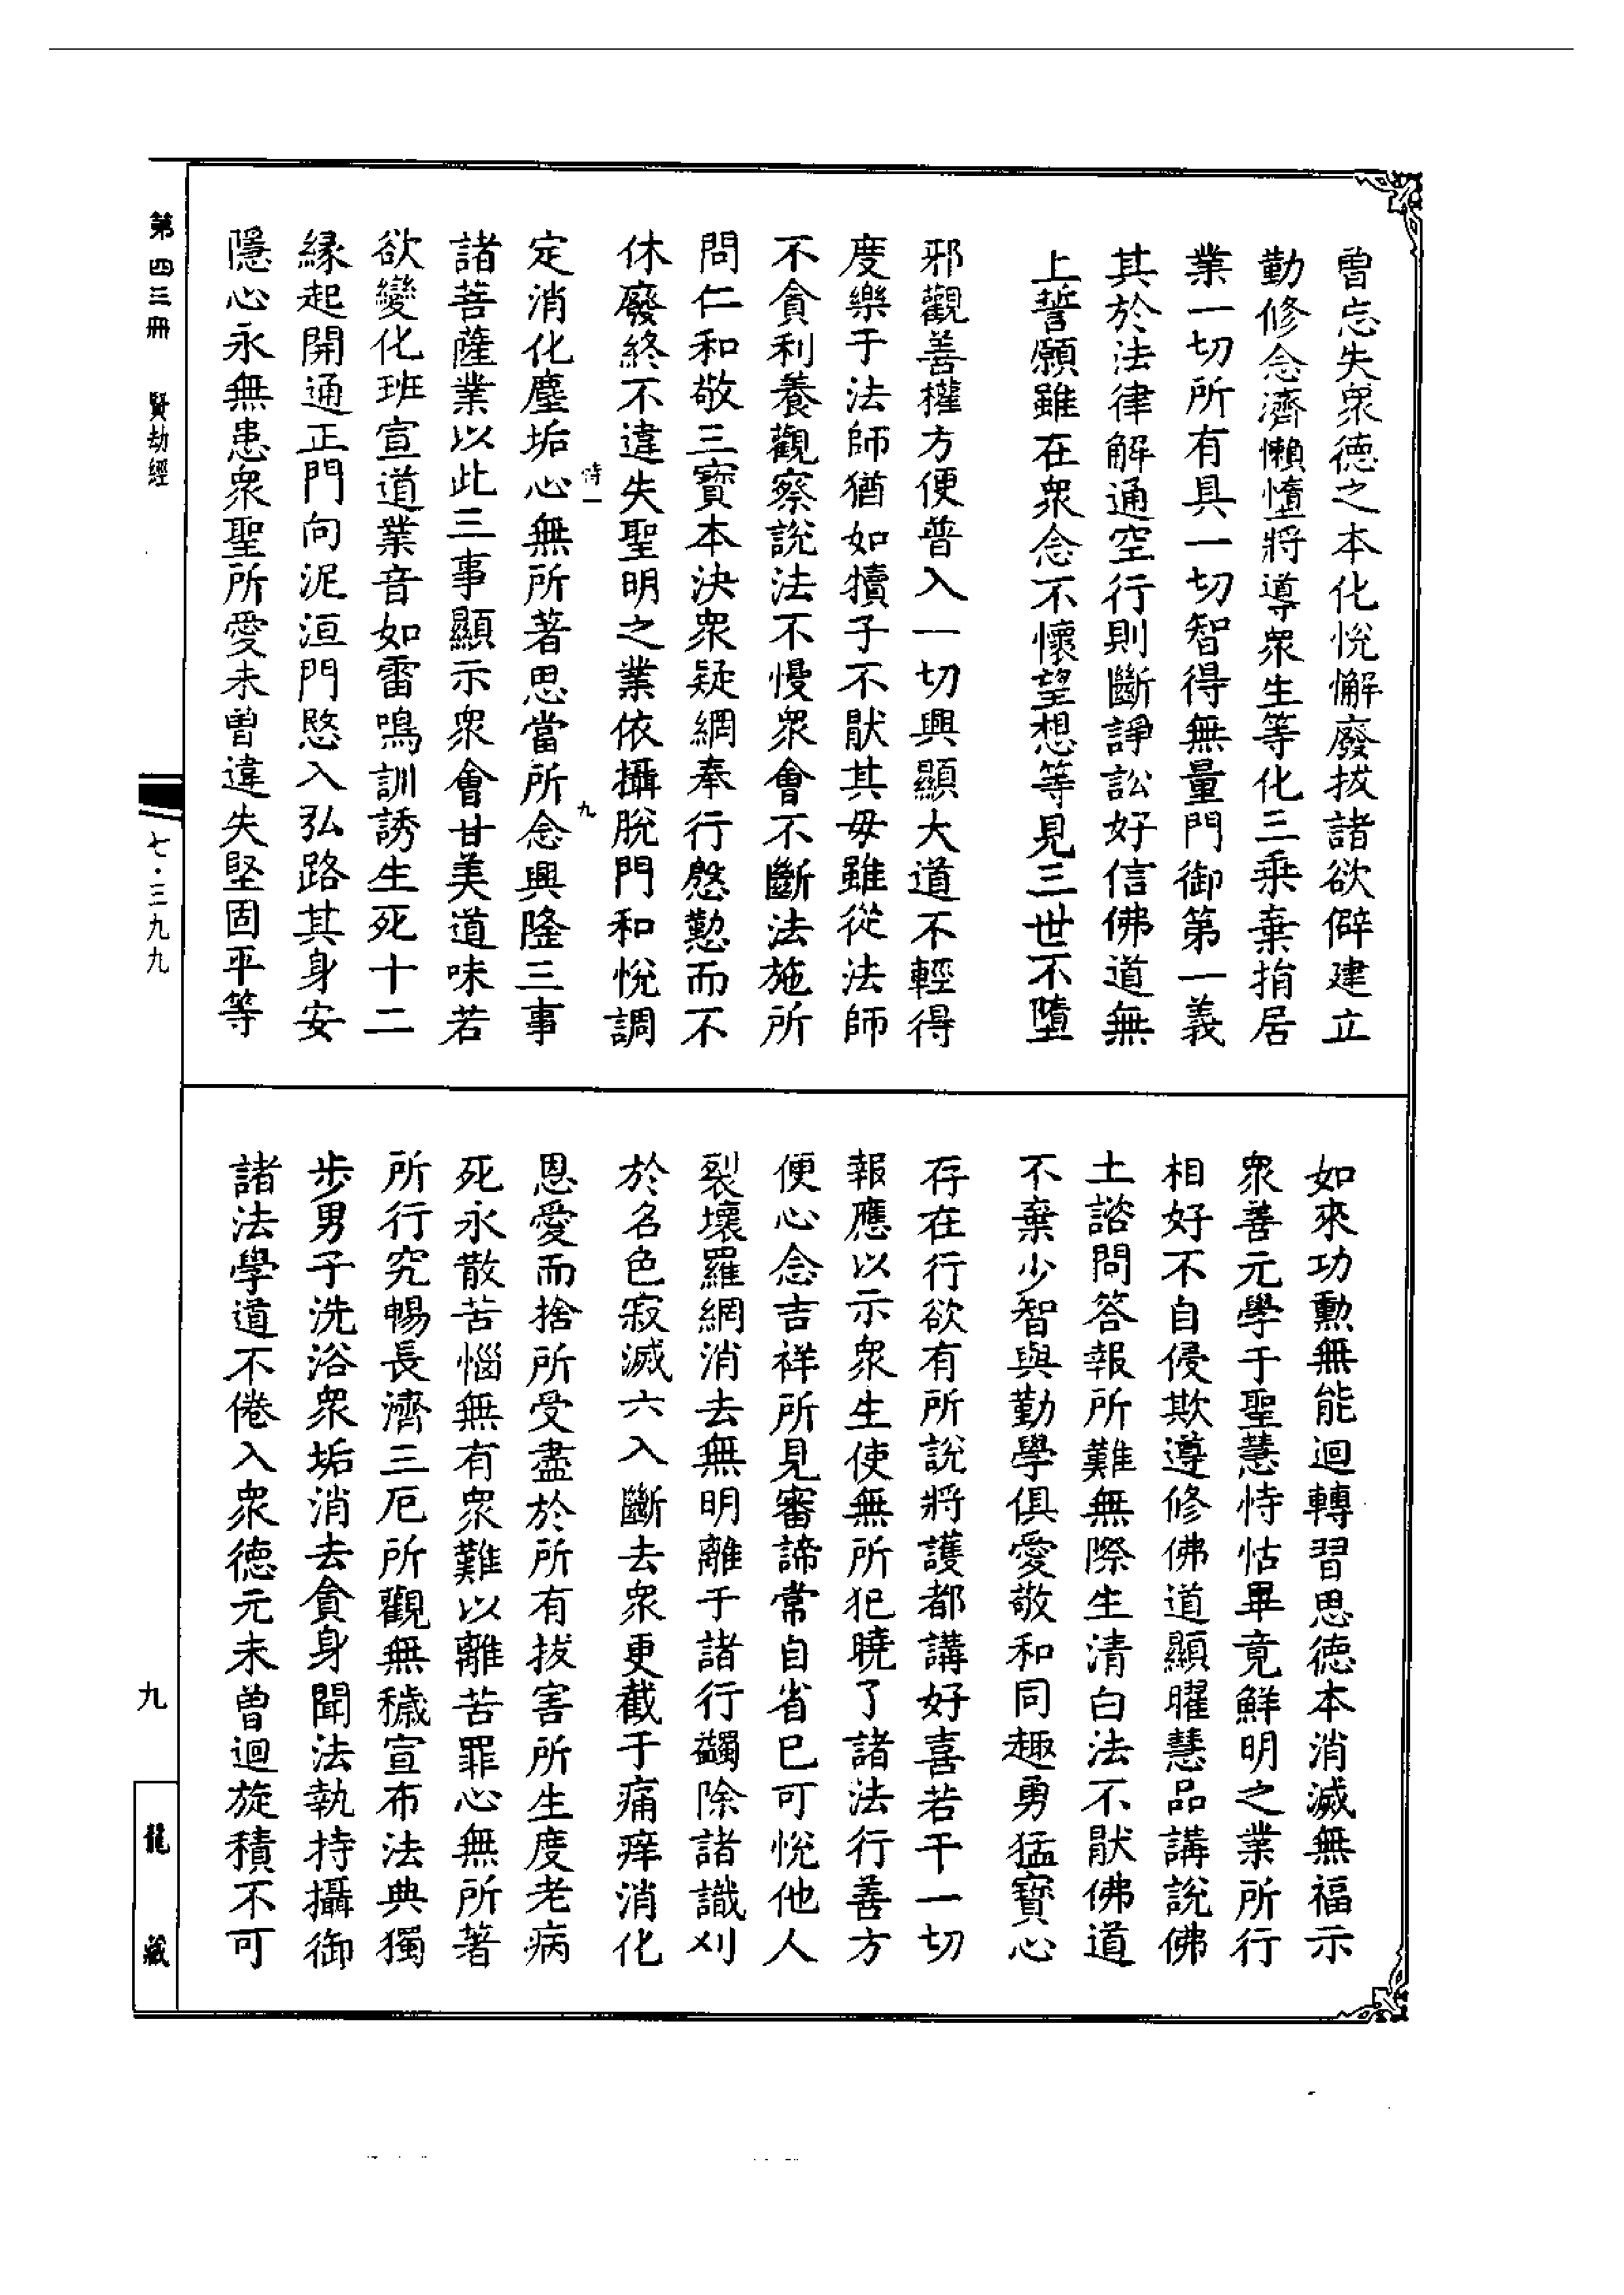 曾忘失衆德之本化悅懈廢拔諸欲僻建立
勤修念濟懶惰將導衆生等化三乘棄捐居
業一切所有具一切智得無量門御第一義
其於法律解通空行則斷諍訟好信佛道無
上誓願雖在衆念不懷望想等見三世不墮
邪觀善權方便普入一切興顯大道不輕得
度樂于法師猶如犢子不猒其母雖從法師
不貪利養觀察說法不慢衆會不斷法施所
問仁和敬三寶本決衆疑網奉行慇懃而不
休廢終不違失聖明之業依攝脫門和悅調
恃一
九
定消化塵垢心無所著思當所念興隆三事
諸菩薩業以此三事顯示衆會甘美道味若
欲變化班宣道業音如雷鳴訓誘生死十二
緣起開通正門向泥洹門愍入弘路其身安
隱心永無患衆聖所愛未曾違失堅固平等
如來功勳無能迴轉習思德本消滅無福示
衆善元學于聖慧恃怙畢竟鮮明之業所行
相好不自侵欺遵修佛道顯曜慧品講說佛
土諮問答報所難無際生清白法不猒佛道
不棄少智與勤學俱愛敬和同趣勇猛寶心
存在行欲有所說將護都講好喜若干一切
報應以示衆生使無所犯曉了諸法行善方
便心念吉祥所見審諦常自省已可悅他人
裂壞羅網消去無明離于諸行蠲除諸識刈
於名色寂滅六入斷去衆更截于痛痒消化
恩愛而捨所受盡於所有拔害所生度老病
死永散苦惱無有衆難以離苦罪心無所著
所行究暢長濟三厄所觀無穢宣布法典獨
步男子洗浴衆垢消去貪身聞法執持攝御
諸法學道不倦入衆德元未曾迴旋積不可
第四三冊　賢劫經
七·三九九
九
龍藏